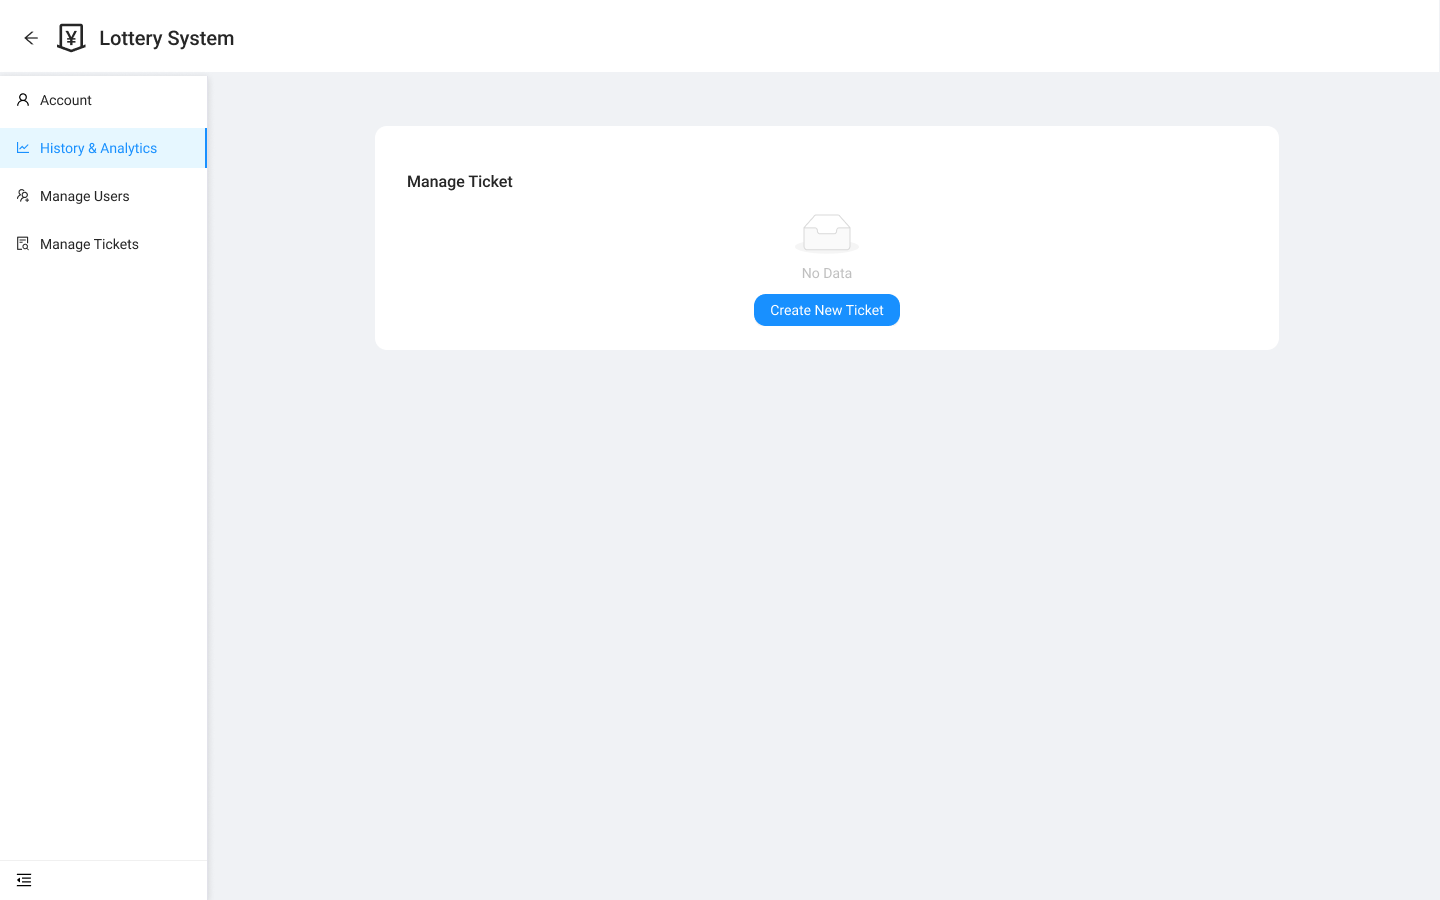 Lottery System
Account
History & Analytics
Manage Users
Manage Tickets
Manage Ticket
No Data
Create New Ticket